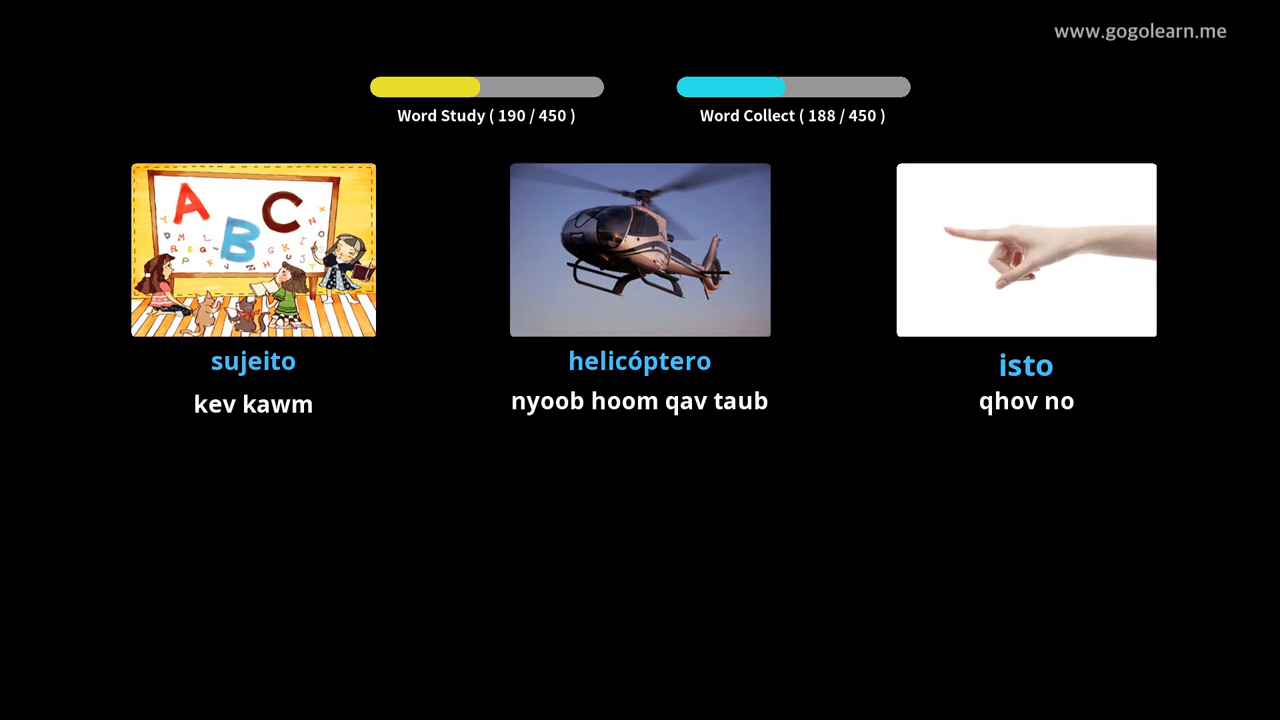 www.gogolearn.me
Word Study ( 190 / 450 )
Word Collect ( 188 / 450 )
A B C
sujeito
helicóptero
isto
kev kawm
nyoob hoom qav taub
qhov no